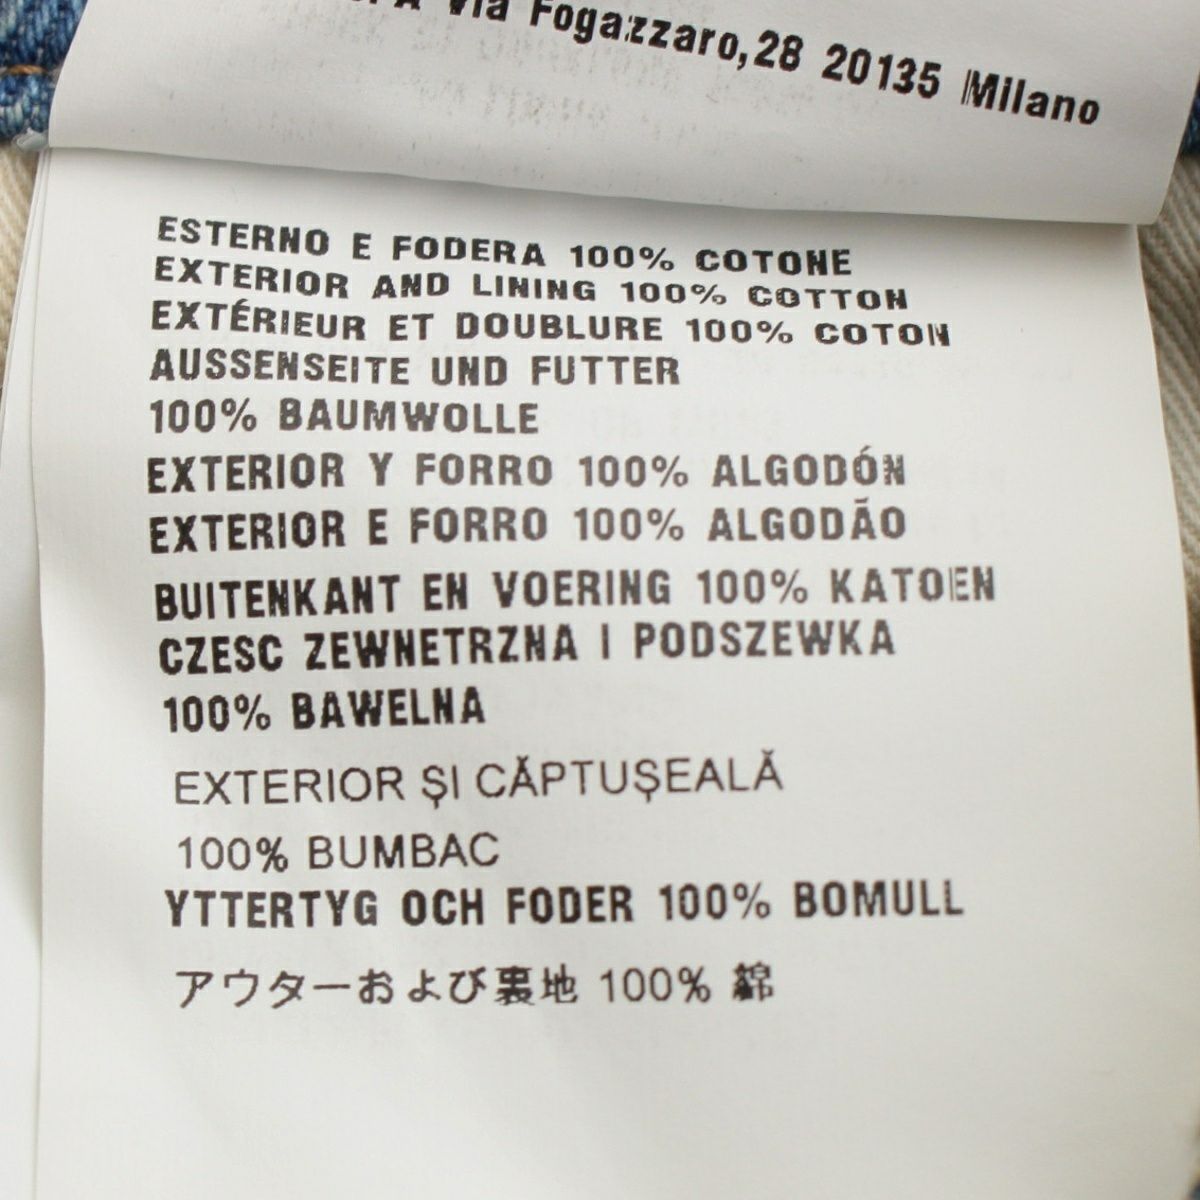 Via Fogazzaro,28 20135 Milano
ESTERNO E FODERA 100% COTONE
EXTERIOR AND LINING 100% COTTON
EXTÉRIEUR ET DOUBLURE 100% COTON
AUSSENSEITE UND FUTTER
100% BAUMWOLLE
EXTERIOR Y FORRO 100% ALGODÓN
EXTERIOR E FORRO 100% ALGODÃO
BUITENKANT EN VOERING 100% KATOEN
CZESC ZEWNETRZNA I PODSZEWKA
100% BAWELNA
EXTERIOR ŞI CĂPTUŞEALĂ
100% BUMBAC
YTTERTYG OCH FODER 100% BOMULL
アウターおよび裏地 100% 綿